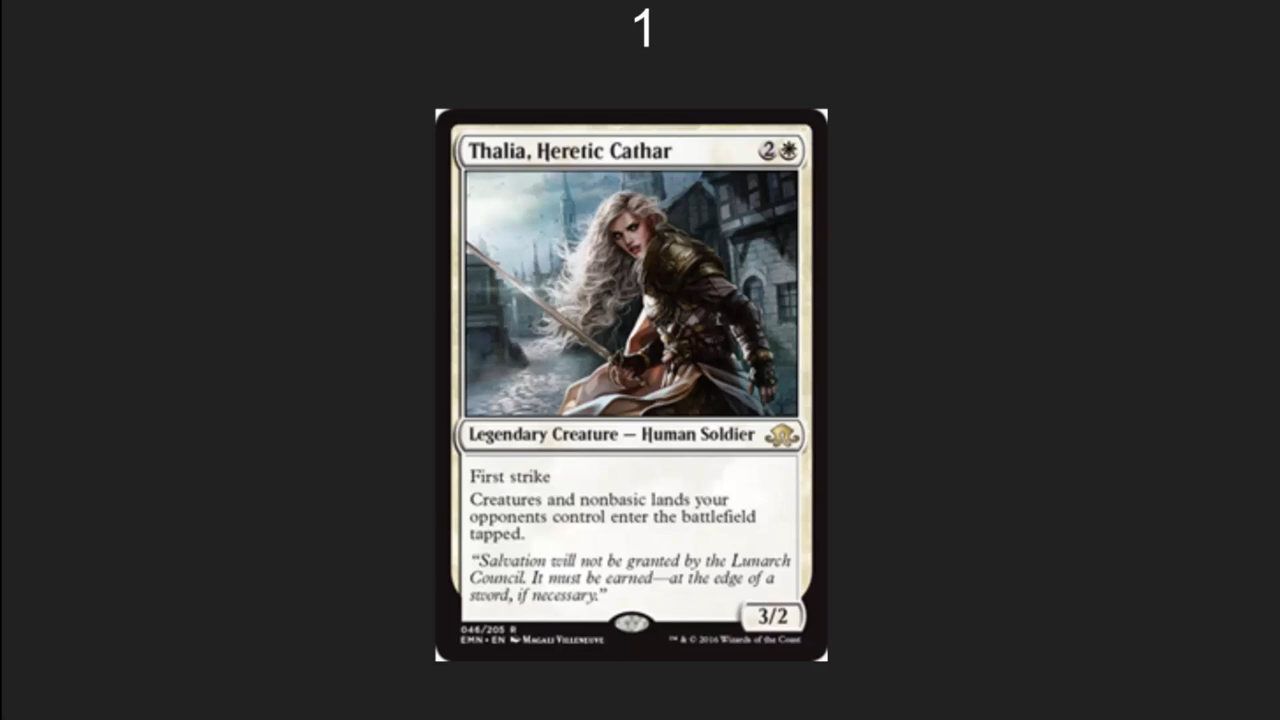 1
Thalia, Heretic Cathar 2
Legendary Creature — Human Soldier
First strike
Creatures and nonbasic lands your
opponents control enter the battlefield
tapped.
"Salvation will not be granted by the Lunarch
Council. It must be earned—at the edge of a
sword, if necessary."
3/2
046/205 R
EMN • EN Magali Villeneuve
™ & © 2016 Wizards of the Coast